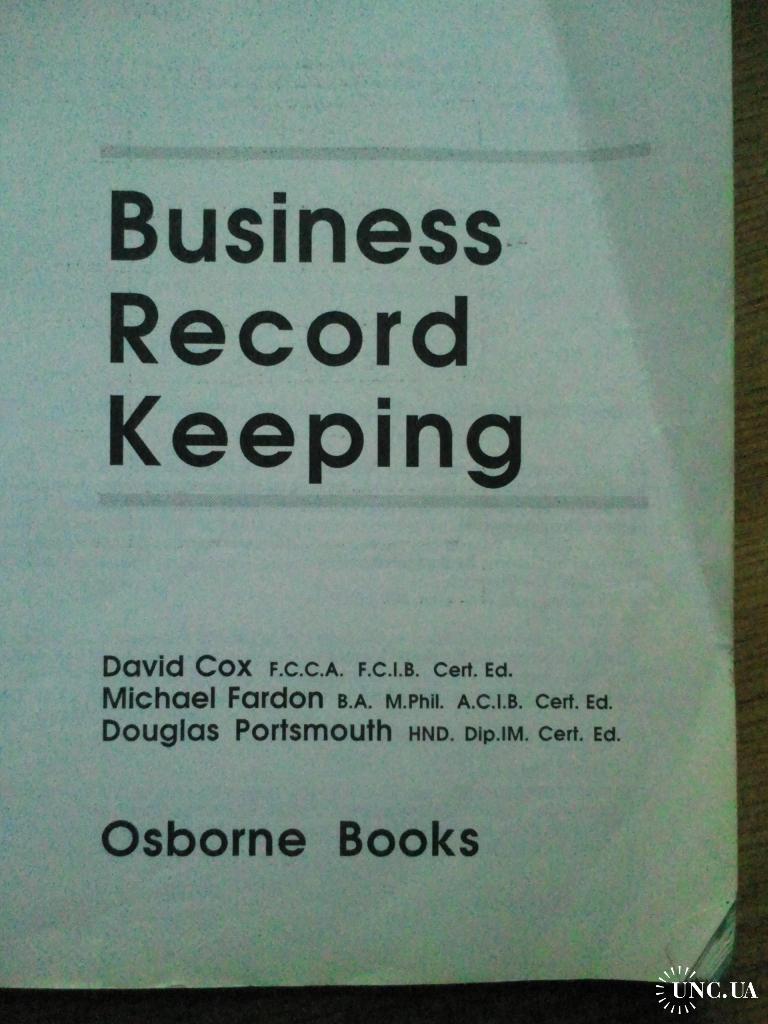 Business
Record
Keeping
David Cox F.C.C.A. F.C.I.B. Cert. Ed.
Michael Fardon B.A. M.Phil. A.C.I.B. Cert. Ed.
Douglas Portsmouth HND. Dip.IM. Cert. Ed.
Osborne Books
UNC.UA